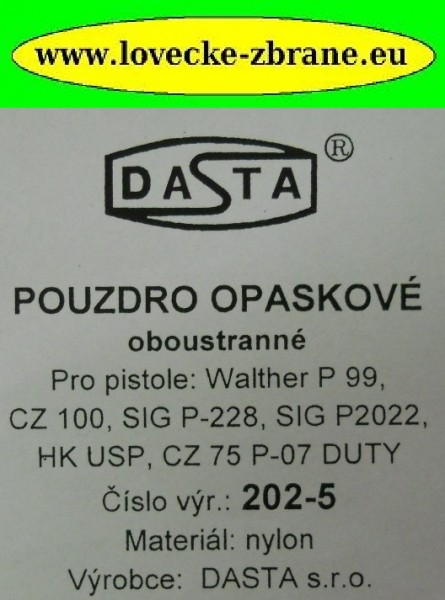 www.lovecke-zbrane.eu
DASTA ®
POUZDRO OPASKOVÉ
oboustranné
Pro pistole: Walther P 99,
CZ 100, SIG P-228, SIG P2022,
HK USP, CZ 75 P-07 DUTY
Číslo výr.: 202-5
Materiál: nylon
Výrobce: DASTA s.r.o.